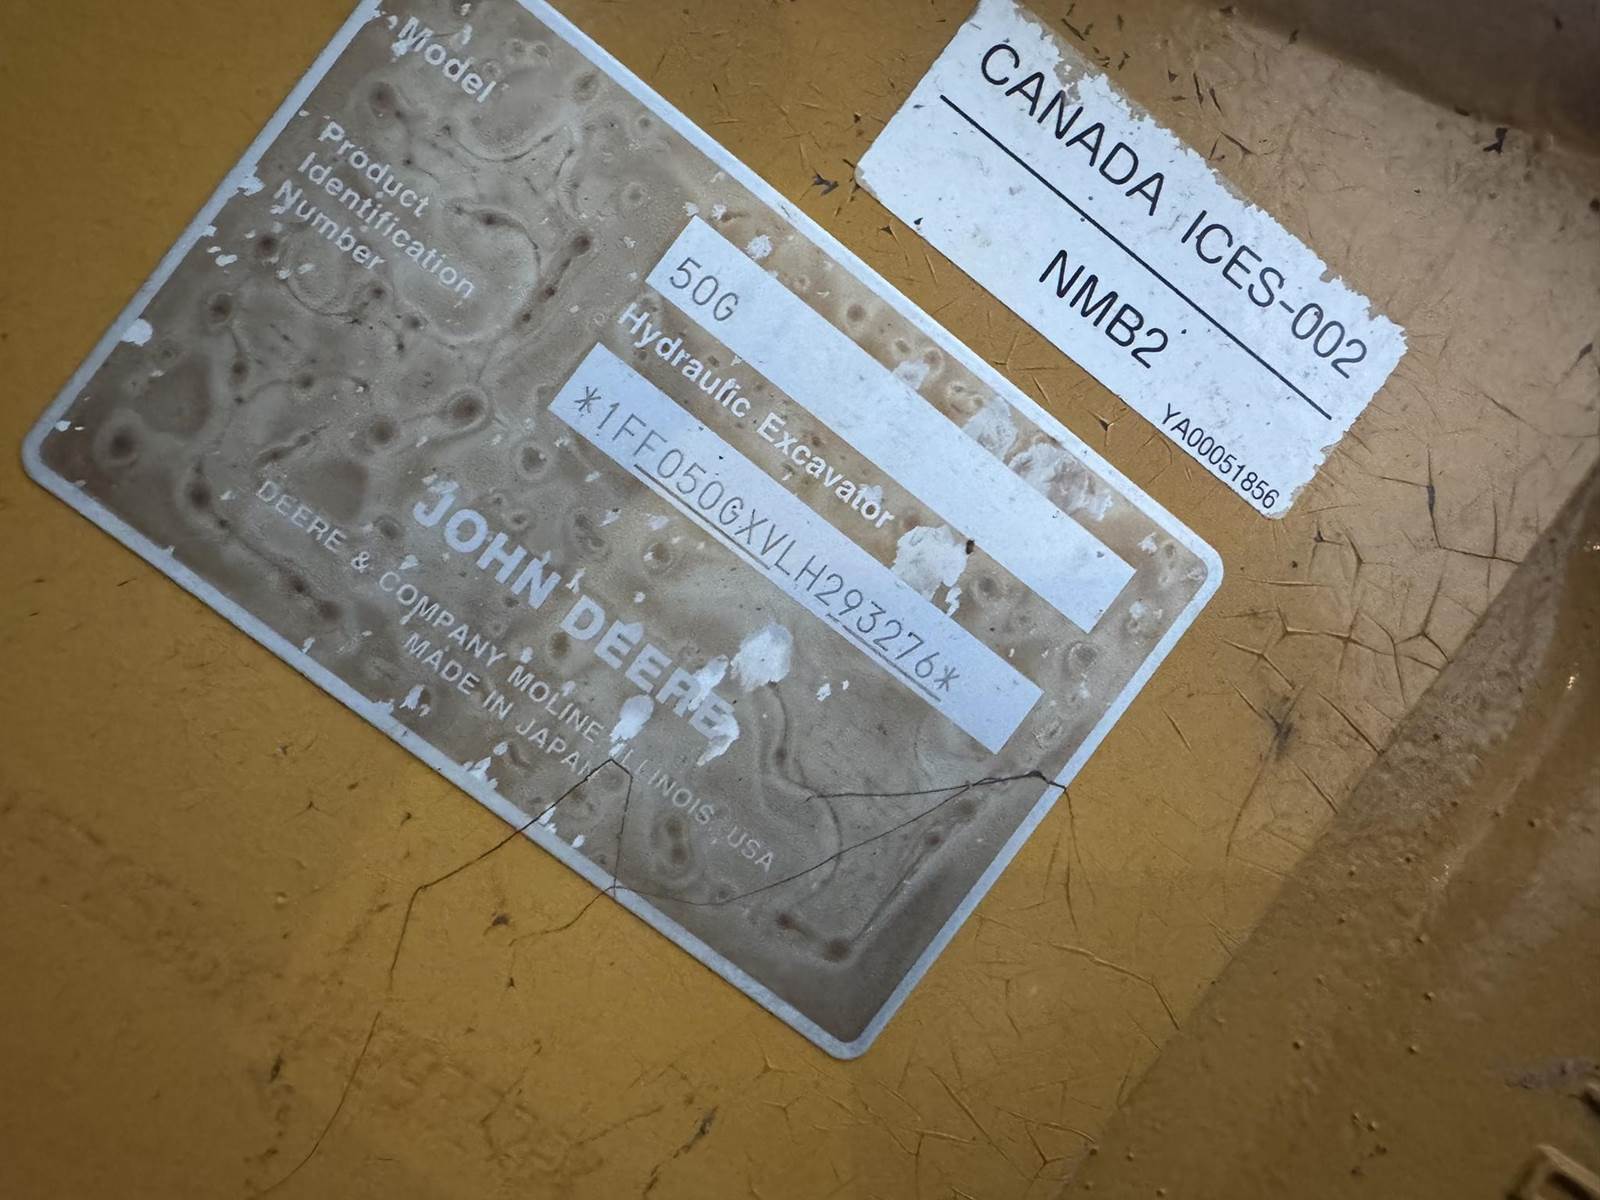 Model
50G
Hydraulic Excavator
Product
Identification
Number
*1FF050GXVLH293276*
JOHN DEERE
DEERE & COMPANY MOLINE ILLINOIS USA
MADE IN JAPAN
CANADA ICES-002
NMB2
YA00051856